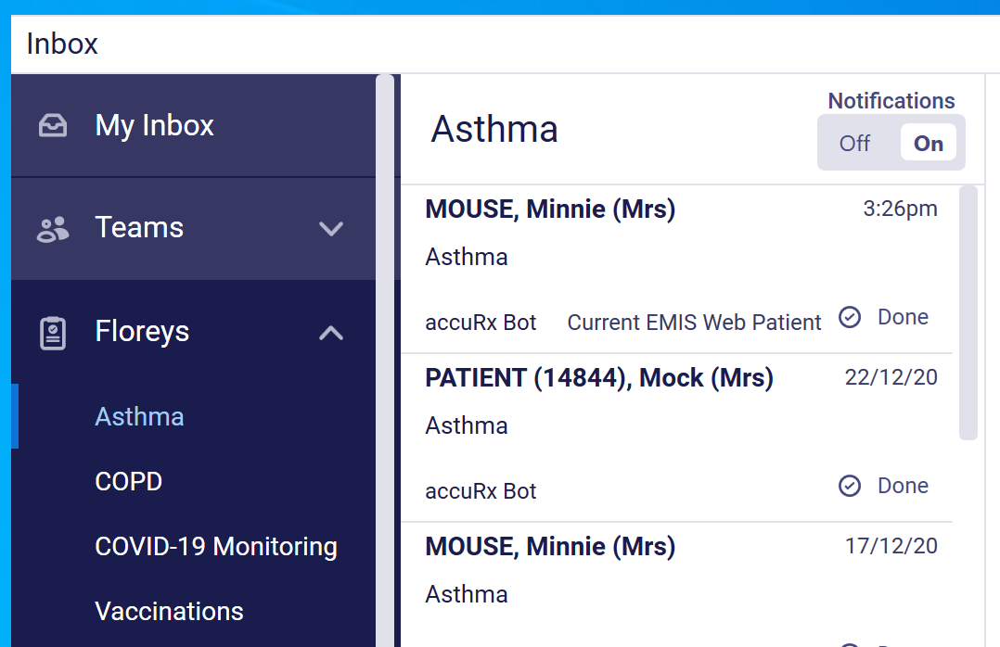 Inbox
My Inbox
Teams
Floreys
Asthma
COPD
COVID-19 Monitoring
Vaccinations
Asthma
Notifications
Off On
MOUSE, Minnie (Mrs) 3:26pm
Asthma
accuRx Bot Current EMIS Web Patient Done
PATIENT (14844), Mock (Mrs) 22/12/20
Asthma
accuRx Bot Done
MOUSE, Minnie (Mrs) 17/12/20
Asthma